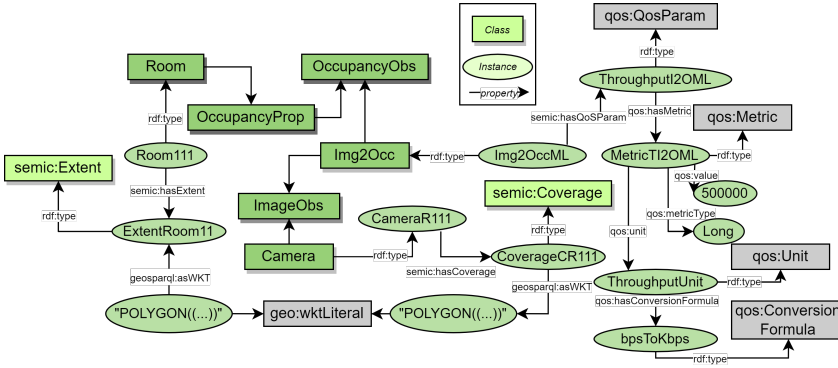 qos:QosParam
Class
Instance
property
Room
OccupancyObs
rdf:type
ThroughputI2OML
OccupancyProp
rdf:type
semic:hasQoSParam
qos:hasMetric
qos:Metric
Room111
Img2Occ
rdf:type
Img2OccML
MetricTI2OML
rdf:type
semic:Extent
semic:hasExtent
qos:value
500000
ImageObs
semic:Coverage
rdf:type
CameraR111
qos:metricType
ExtentRoom11
rdf:type
qos:unit
Long
Camera
rdf:type
CoverageCR111
qos:Unit
geosparql:asWKT
semic:hasCoverage
geosparql:asWKT
ThroughputUnit
rdf:type
qos:hasConversionFormula
"POLYGON((...))"
geo:wktLiteral
"POLYGON((...))"
qos:Conversion
Formula
bpsToKbps
rdf:type